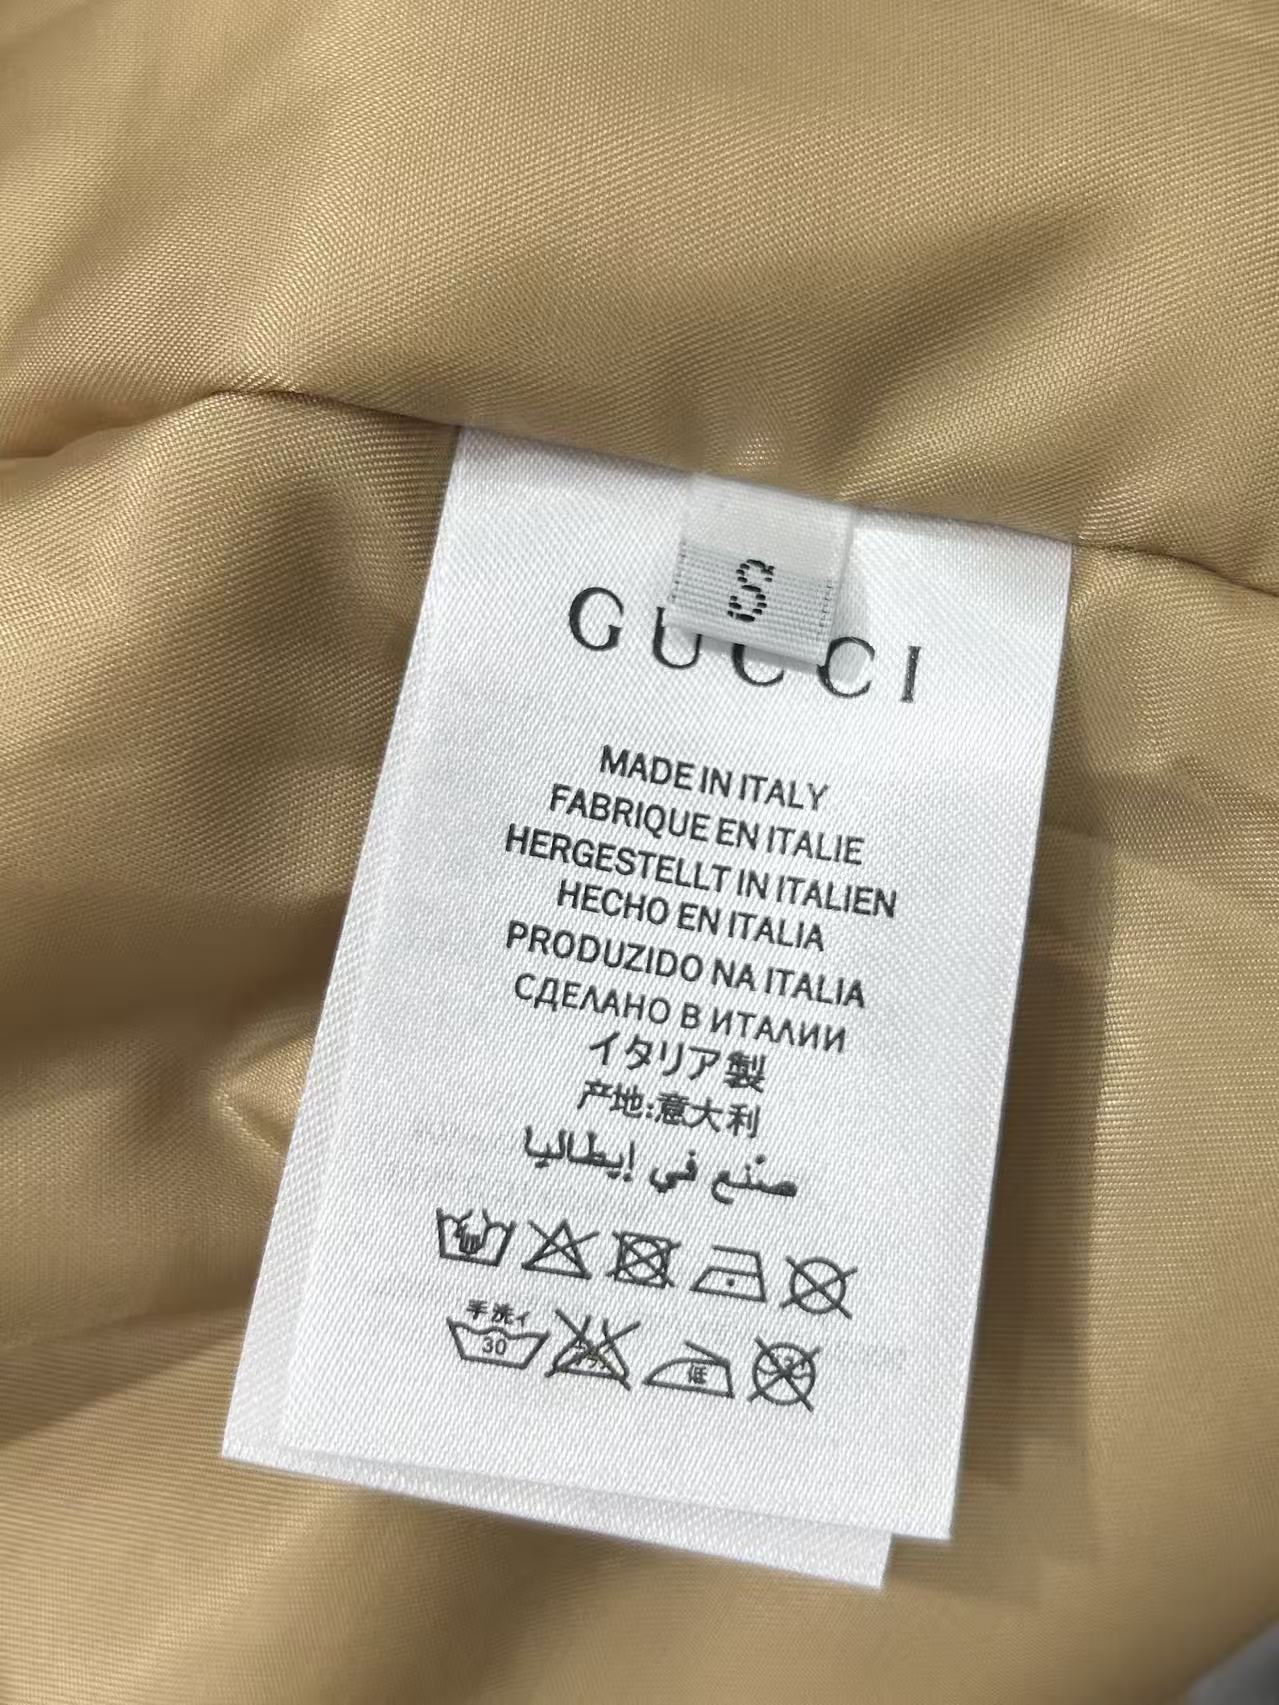 S
GUCCI
MADE IN ITALY
FABRIQUE EN ITALIE
HERGESTELLT IN ITALIEN
HECHO EN ITALIA
PRODUZIDO NA ITALIA
СДЕЛАНО В ИТАЛИИ
イタリア製
产地:意大利
صنع في إيطاليا
手洗イ
30
低